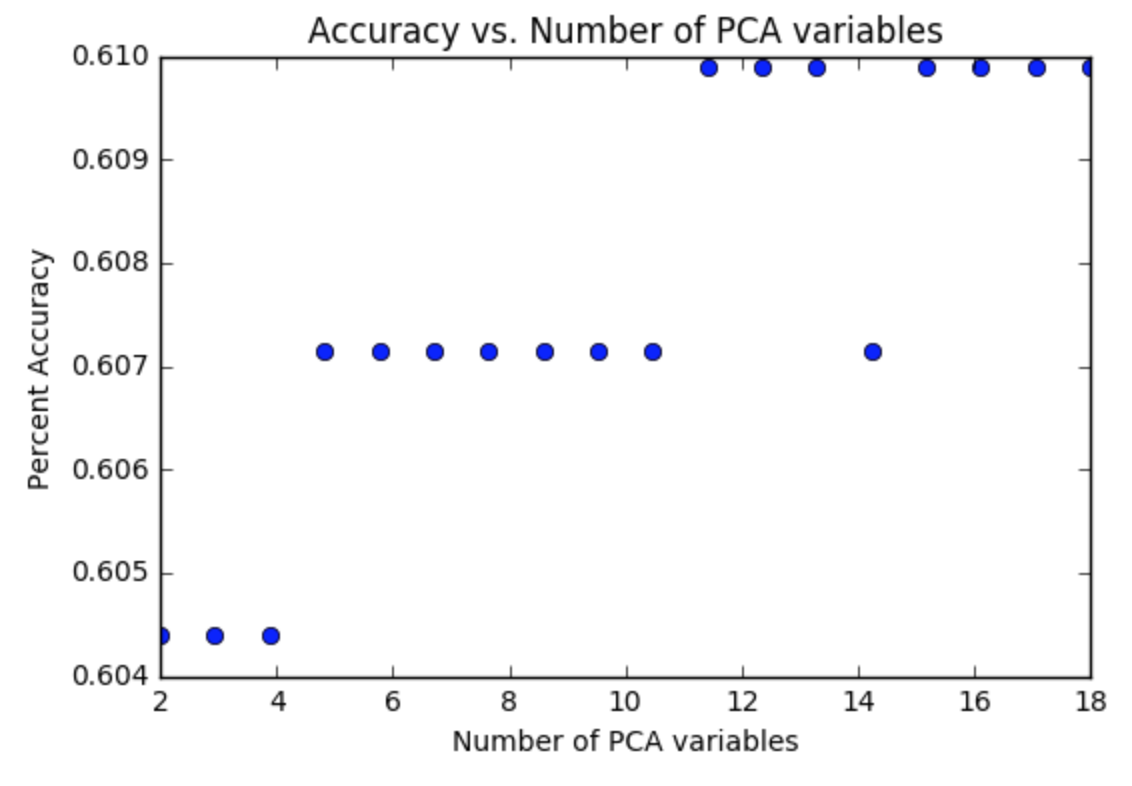 Accuracy vs. Number of PCA variables
0.610
0.609
0.608
0.607
0.606
0.605
0.604
Percent Accuracy
2 4 6 8 10 12 14 16 18
Number of PCA variables